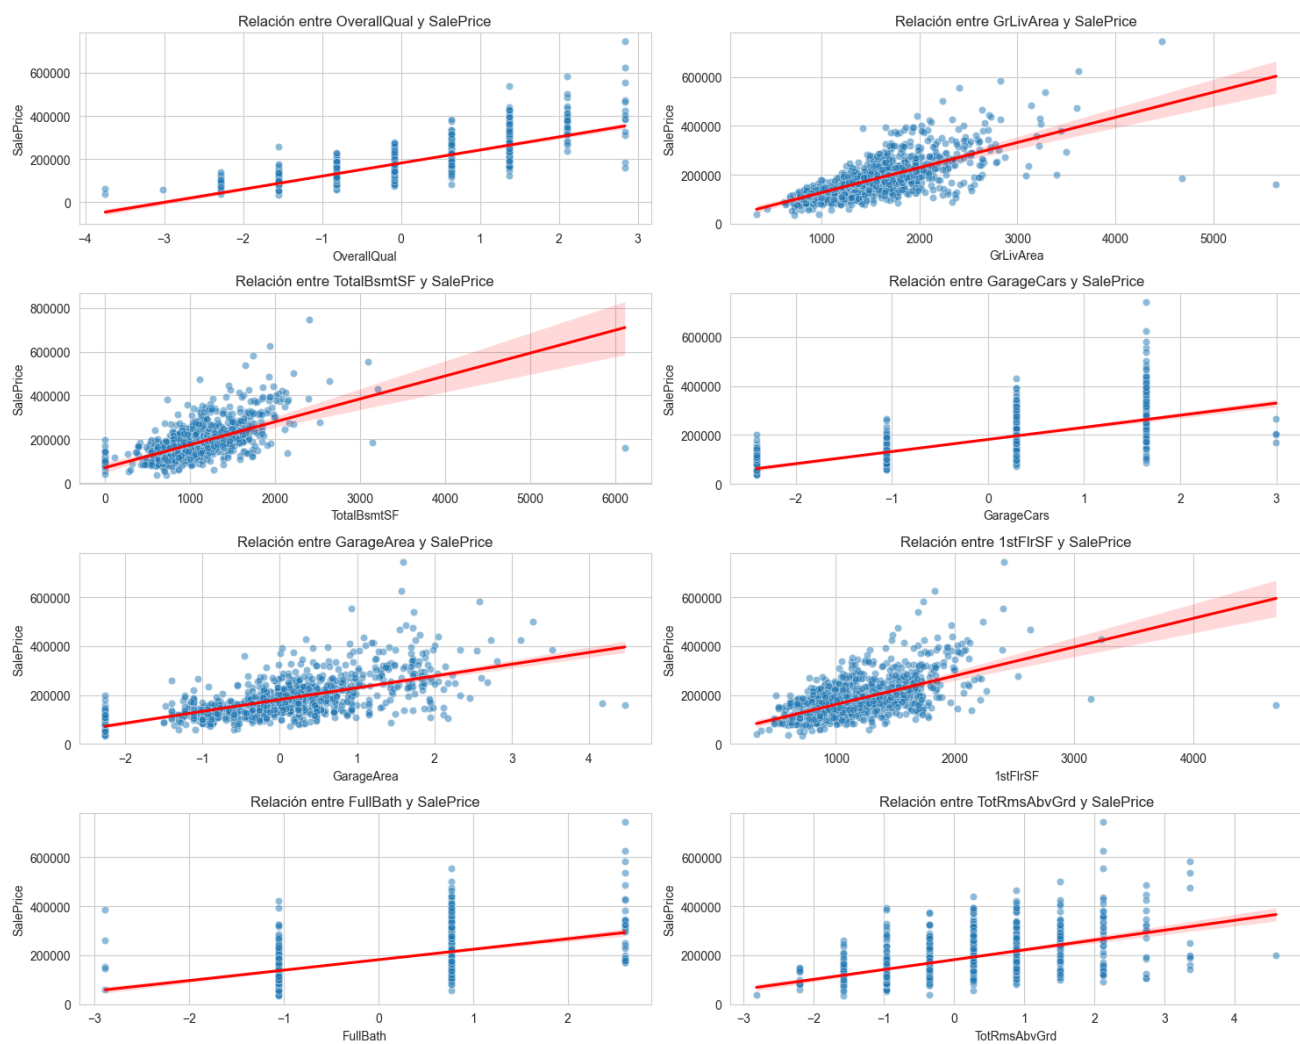 Relación entre OverallQual y SalePrice
SalePrice
600000
400000
200000
0
−4 −3 −2 −1 0 1 2 3
OverallQual
Relación entre GrLivArea y SalePrice
SalePrice
600000
400000
200000
0
1000 2000 3000 4000 5000
GrLivArea
Relación entre TotalBsmtSF y SalePrice
SalePrice
800000
600000
400000
200000
0
0 1000 2000 3000 4000 5000 6000
TotalBsmtSF
Relación entre GarageCars y SalePrice
SalePrice
600000
400000
200000
0
−2 −1 0 1 2 3
GarageCars
Relación entre GarageArea y SalePrice
SalePrice
600000
400000
200000
0
−2 −1 0 1 2 3 4
GarageArea
Relación entre 1stFlrSF y SalePrice
SalePrice
600000
400000
200000
0
1000 2000 3000 4000
1stFlrSF
Relación entre FullBath y SalePrice
SalePrice
600000
400000
200000
0
−3 −2 −1 0 1 2
FullBath
Relación entre TotRmsAbvGrd y SalePrice
SalePrice
600000
400000
200000
0
−3 −2 −1 0 1 2 3 4
TotRmsAbvGrd